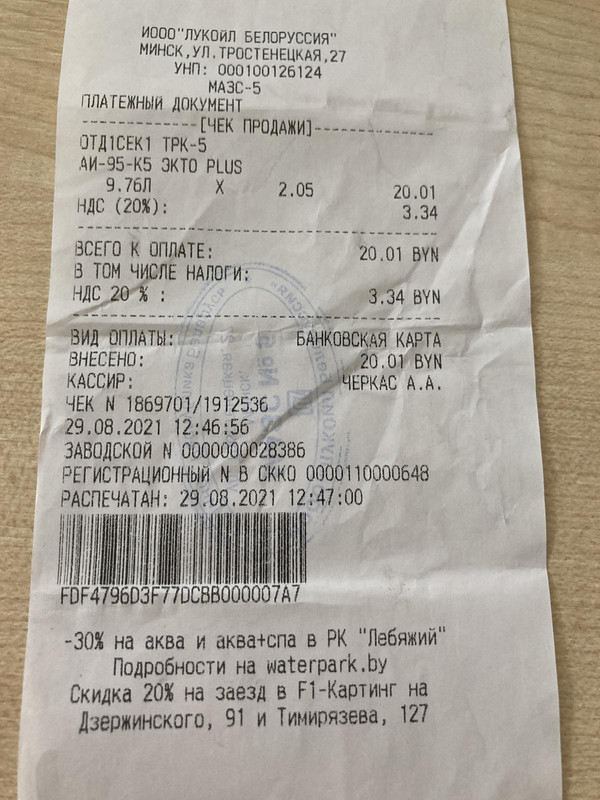 ИООО"ЛУКОЙЛ БЕЛОРУССИЯ"
МИНСК,УЛ.ТРОСТЕНЕЦКАЯ,27
УНП: 000100126124
МАЗС-5
ПЛАТЕЖНЫЙ ДОКУМЕНТ
------------[ЧЕК ПРОДАЖИ]------------
ОТД1СЕК1 ТРК-5
АИ-95-К5 ЭКТО PLUS
9.76Л X 2.05 20.01
НДС (20%): 3.34
ВСЕГО К ОПЛАТЕ: 20.01 BYN
В ТОМ ЧИСЛЕ НАЛОГИ:
НДС 20 % : 3.34 BYN
ВИД ОПЛАТЫ: БАНКОВСКАЯ КАРТА
ВНЕСЕНО: 20.01 BYN
КАССИР: ЧЕРКАС А.А.
ЧЕК N 1869701/1912536
29.08.2021 12:46:56
ЗАВОДСКОЙ N 0000000028386
РЕГИСТРАЦИОННЫЙ N В СККО 0000110000648
РАСПЕЧАТАН: 29.08.2021 12:47:00
FDF4796D3F77DCBB000007A7
-30% на аква и аква+спа в РК "Лебяжий"
Подробности на waterpark.by
Скидка 20% на заезд в F1-Картинг на
Дзержинского, 91 и Тимирязева, 127